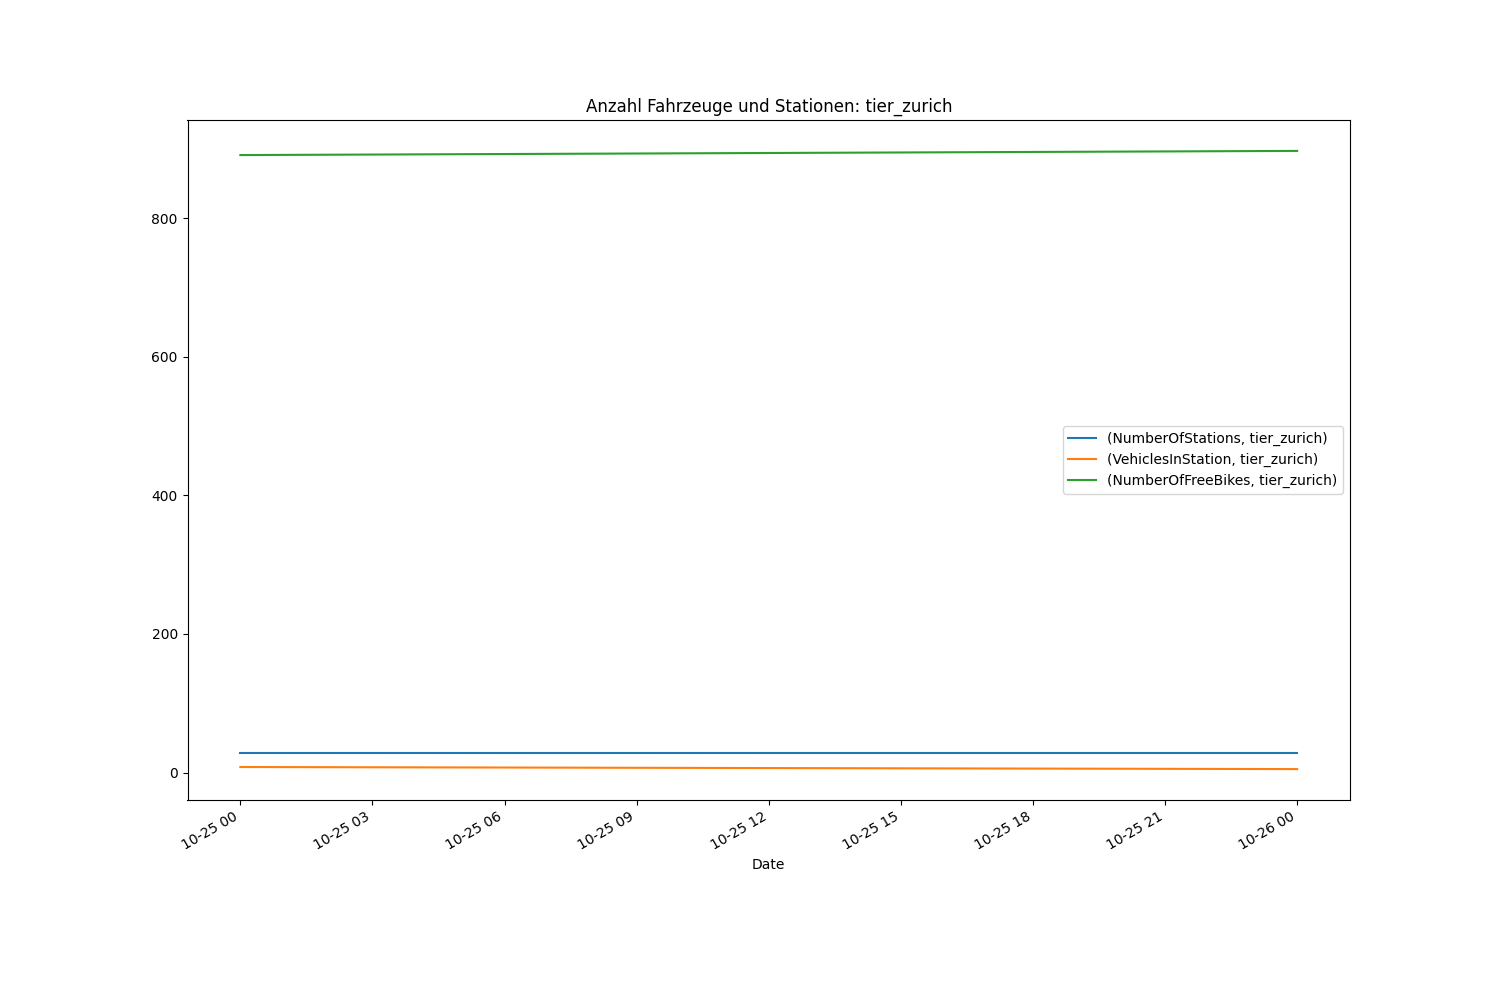 Anzahl Fahrzeuge und Stationen: tier_zurich
800
600
400
200
0
(NumberOfStations, tier_zurich)
(VehiclesInStation, tier_zurich)
(NumberOfFreeBikes, tier_zurich)
10-25 00
10-25 03
10-25 06
10-25 09
10-25 12
10-25 15
10-25 18
10-25 21
10-26 00
Date